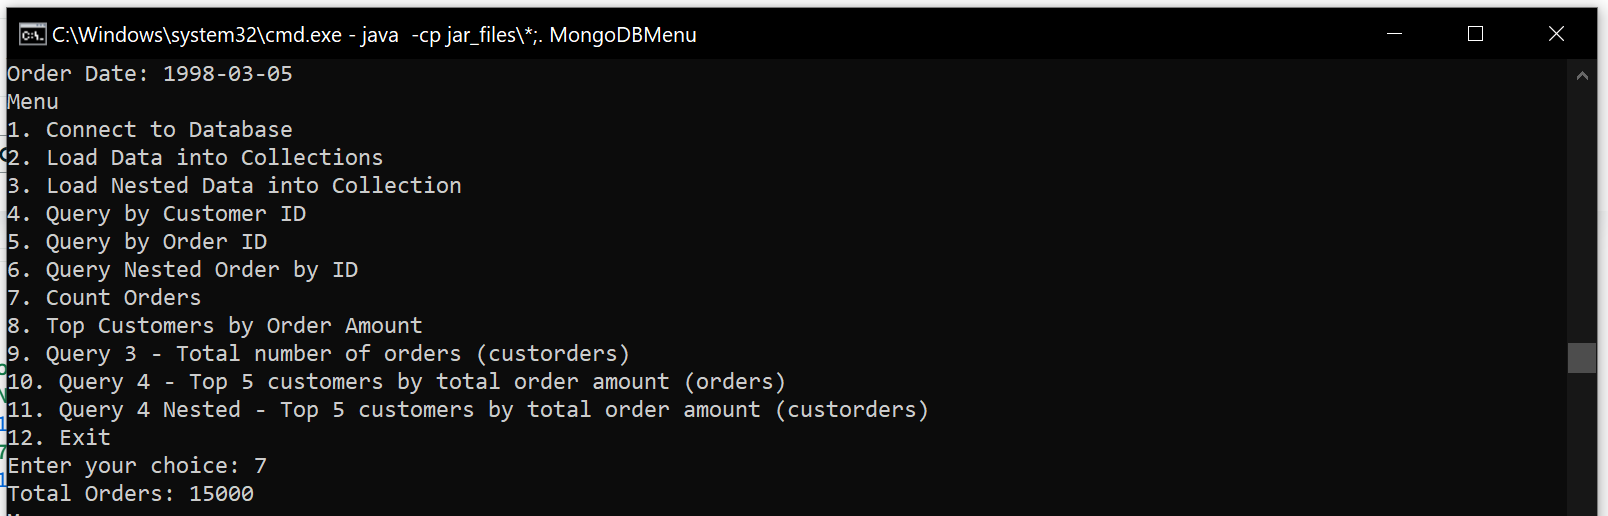 C:\Windows\system32\cmd.exe - java  -cp jar_files\*;. MongoDBMenu
Order Date: 1998-03-05
Menu
1. Connect to Database
2. Load Data into Collections
3. Load Nested Data into Collection
4. Query by Customer ID
5. Query by Order ID
6. Query Nested Order by ID
7. Count Orders
8. Top Customers by Order Amount
9. Query 3 - Total number of orders (custorders)
10. Query 4 - Top 5 customers by total order amount (orders)
11. Query 4 Nested - Top 5 customers by total order amount (custorders)
12. Exit
Enter your choice: 7
Total Orders: 15000